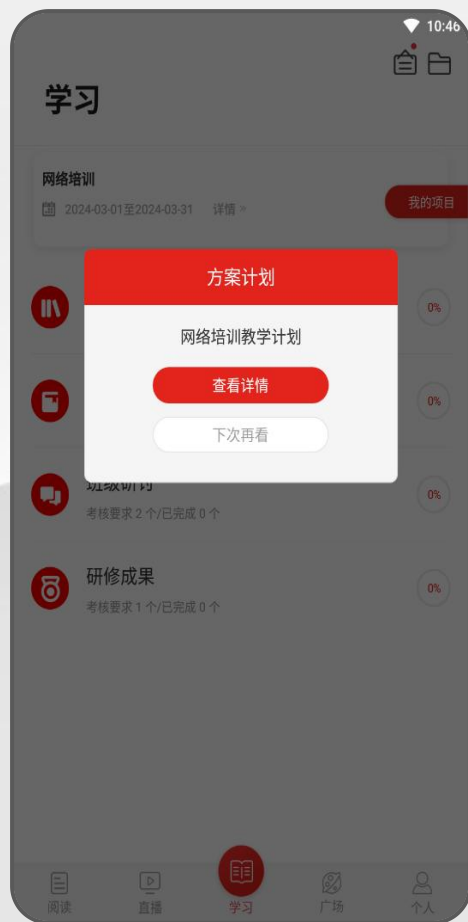 10:46
学习
网络培训
2024-03-01至2024-03-31 详情 >
我的项目
方案计划
网络培训教学计划
查看详情
下次再看
0%
0%
班级研讨
考核要求 2 个/已完成 0 个
0%
研修成果
考核要求 1 个/已完成 0 个
0%
阅读
直播
学习
广场
个人